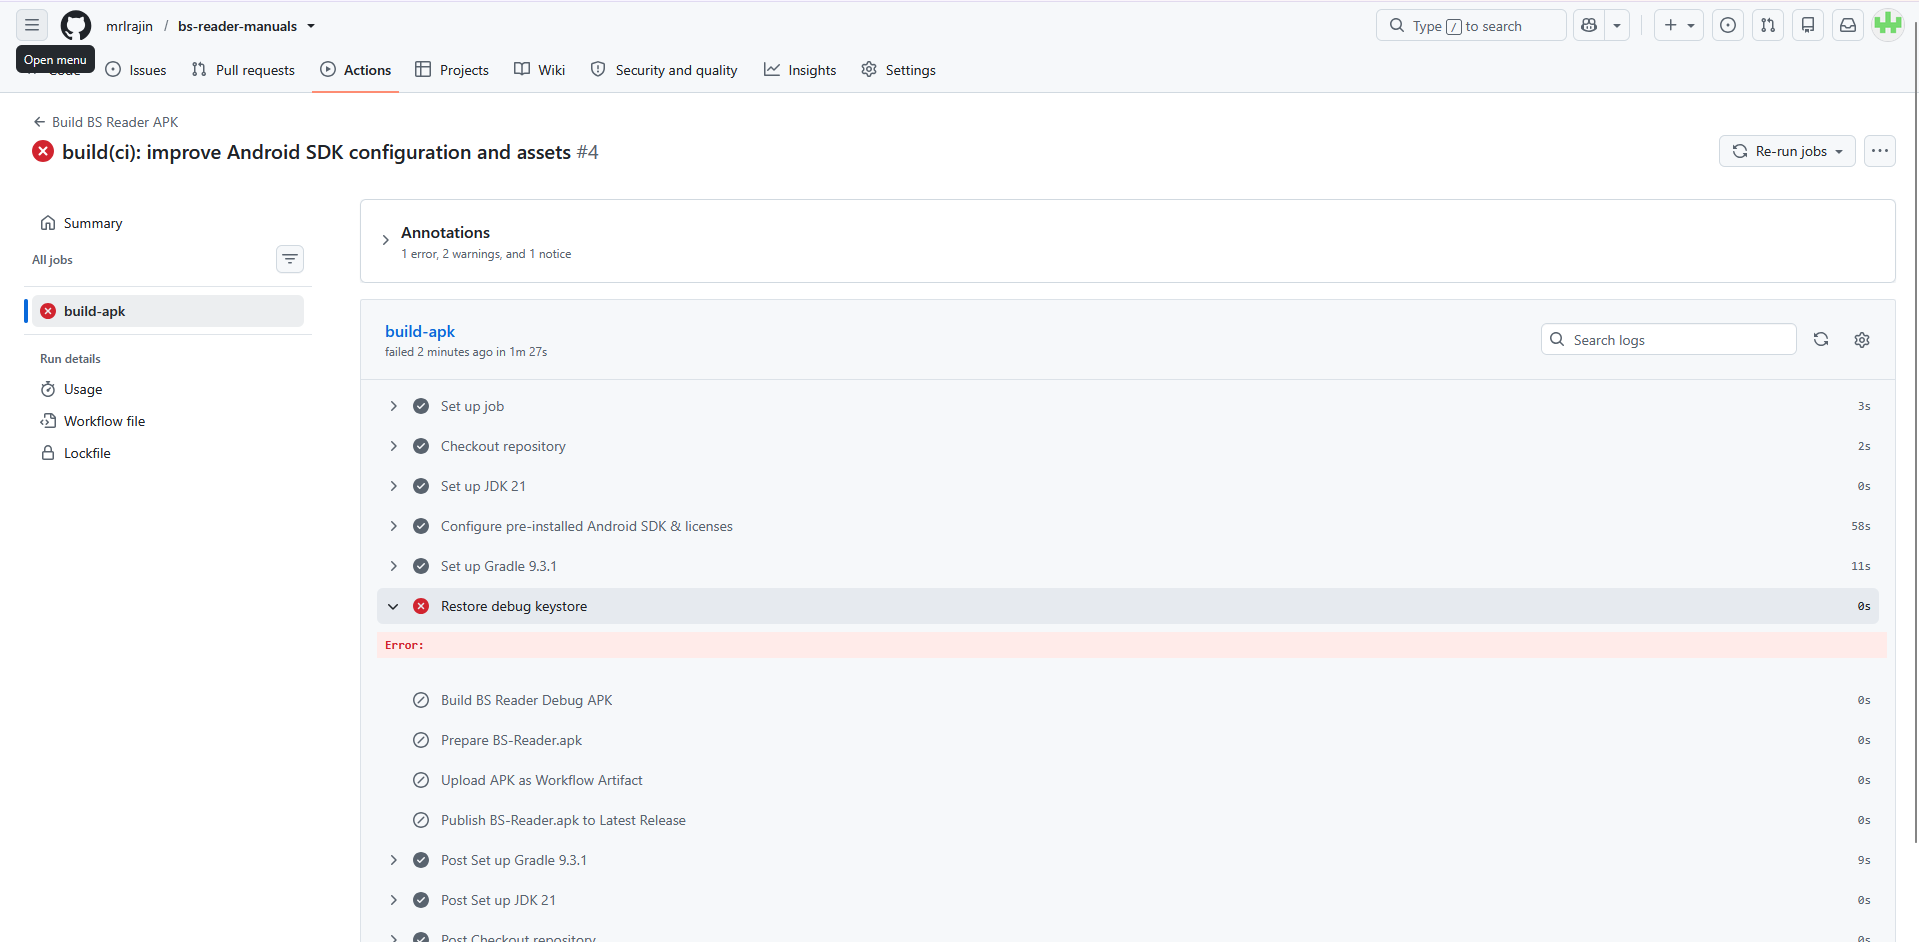 mrlrajin / bs-reader-manuals
Type / to search
Open menu
Issues
Pull requests
Actions
Projects
Wiki
Security and quality
Insights
Settings
Build BS Reader APK
build(ci): improve Android SDK configuration and assets #4
Re-run jobs
Summary
All jobs
build-apk
Run details
Usage
Workflow file
Lockfile
Annotations
1 error, 2 warnings, and 1 notice
build-apk
failed 2 minutes ago in 1m 27s
Search logs
Set up job 3s
Checkout repository 2s
Set up JDK 21 0s
Configure pre-installed Android SDK & licenses 58s
Set up Gradle 9.3.1 11s
Restore debug keystore 0s
Error:
Build BS Reader Debug APK 0s
Prepare BS-Reader.apk 0s
Upload APK as Workflow Artifact 0s
Publish BS-Reader.apk to Latest Release 0s
Post Set up Gradle 9.3.1 9s
Post Set up JDK 21 0s
Post Checkout repository 0s